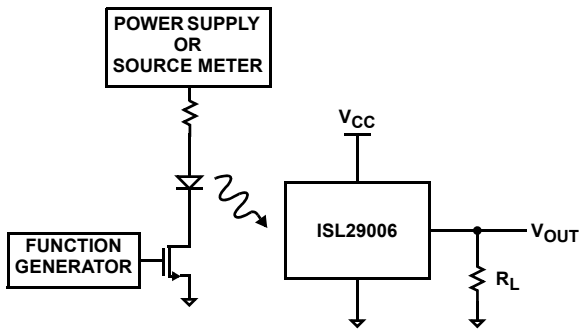 POWER SUPPLY
OR
SOURCE METER
VCC
ISL29006
VOUT
FUNCTION
GENERATOR
RL